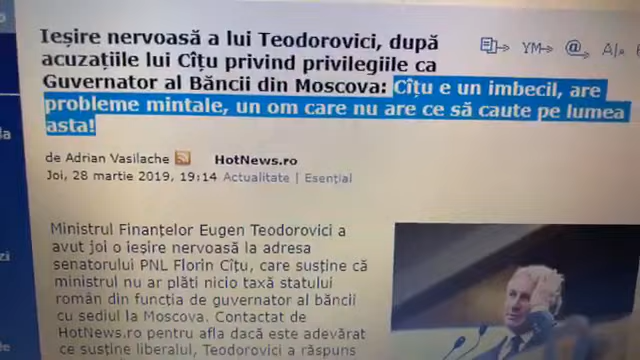 Ieșire nervoasă a lui Teodorovici, după
acuzațiile lui Cîțu privind privilegiile ca
Guvernator al Băncii din Moscova: Cîțu e un imbecil, are
probleme mintale, un om care nu are ce să caute pe lumea
asta!
YM
@
A|A
de Adrian Vasilache HotNews.ro
Joi, 28 martie 2019, 19:14 Actualitate | Esențial
Ministrul Finanțelor Eugen Teodorovici a
avut joi o ieșire nervoasă la adresa
senatorului PNL Florin Cîțu, care susține că
ministrul nu ar plăti nicio taxă statului
român din funcția de guvernator al băncii
cu sediul la Moscova. Contactat de
HotNews.ro pentru afla dacă este adevărat
ce susține liberalul, Teodorovici a răspuns